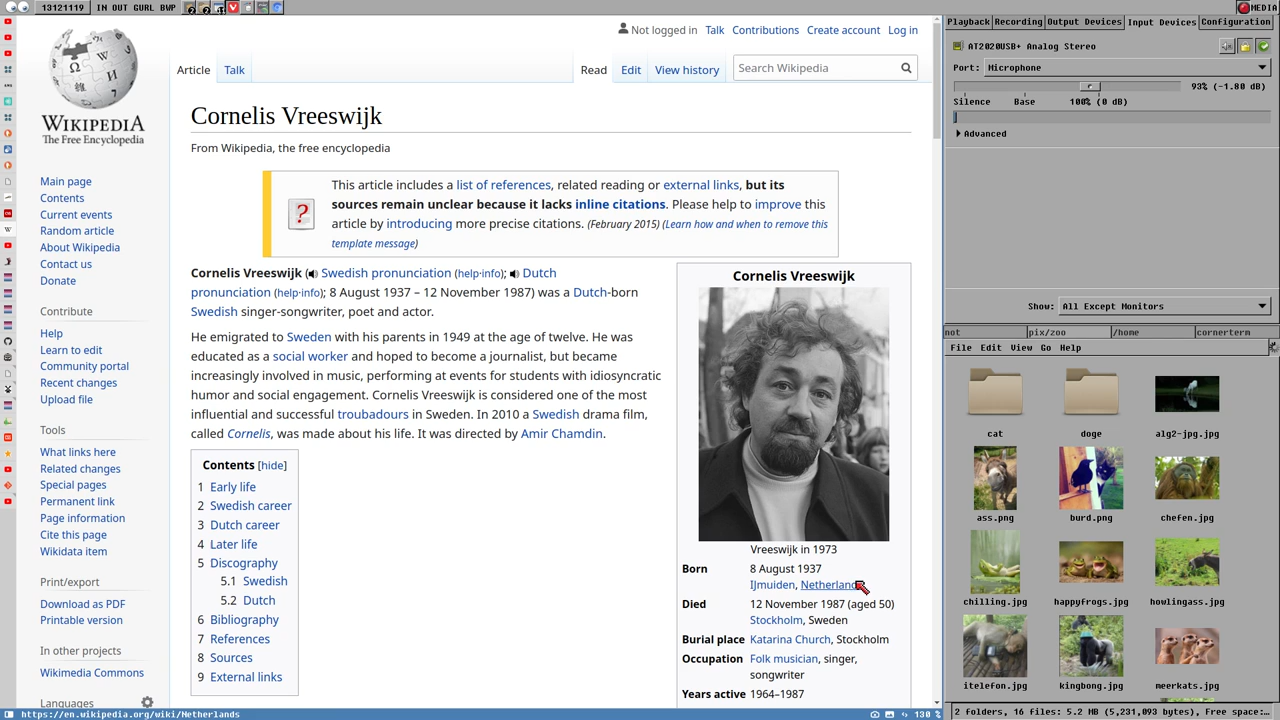 13121119 IN OUT GURL BWP
MEDIA
Not logged in Talk Contributions Create account Log in
Article Talk
Read Edit View history
Search Wikipedia
WIKIPEDIA
The Free Encyclopedia
Main page
Contents
Current events
Random article
About Wikipedia
Contact us
Donate
Contribute
Help
Learn to edit
Community portal
Recent changes
Upload file
Tools
What links here
Related changes
Special pages
Permanent link
Page information
Cite this page
Wikidata item
Print/export
Download as PDF
Printable version
In other projects
Wikimedia Commons
Languages
Cornelis Vreeswijk
From Wikipedia, the free encyclopedia
This article includes a list of references, related reading or external links, but its
sources remain unclear because it lacks inline citations. Please help to improve this
article by introducing more precise citations. (February 2015) (Learn how and when to remove this
template message)
Cornelis Vreeswijk ( Swedish pronunciation (help·info); Dutch
pronunciation (help·info); 8 August 1937 – 12 November 1987) was a Dutch-born
Swedish singer-songwriter, poet and actor.
He emigrated to Sweden with his parents in 1949 at the age of twelve. He was
educated as a social worker and hoped to become a journalist, but became
increasingly involved in music, performing at events for students with idiosyncratic
humor and social engagement. Cornelis Vreeswijk is considered one of the most
influential and successful troubadours in Sweden. In 2010 a Swedish drama film,
called Cornelis, was made about his life. It was directed by Amir Chamdin.
Contents [hide]
1 Early life
2 Swedish career
3 Dutch career
4 Later life
5 Discography
5.1 Swedish
5.2 Dutch
6 Bibliography
7 References
8 Sources
9 External links
Cornelis Vreeswijk
Vreeswijk in 1973
Born 8 August 1937
IJmuiden, Netherlands
Died 12 November 1987 (aged 50)
Stockholm, Sweden
Burial place Katarina Church, Stockholm
Occupation Folk musician, singer,
songwriter
Years active 1964–1987
https://en.wikipedia.org/wiki/Netherlands
130 %
Playback Recording Output Devices Input Devices Configuration
AT2020USB+ Analog Stereo
Port: Microphone
93% (-1.80 dB)
Silence Base 100% (0 dB)
Advanced
Show: All Except Monitors
not pix/zoo /home cornerterm
File Edit View Go Help
cat doge alg2-jpg.jpg
ass.png burd.png chefen.jpg
chilling.jpg happyfrogs.jpg howlingass.jpg
itelefon.jpg kingbong.jpg meerkats.jpg
2 folders, 16 files: 5.2 MB (5,231,093 bytes), Free space:…